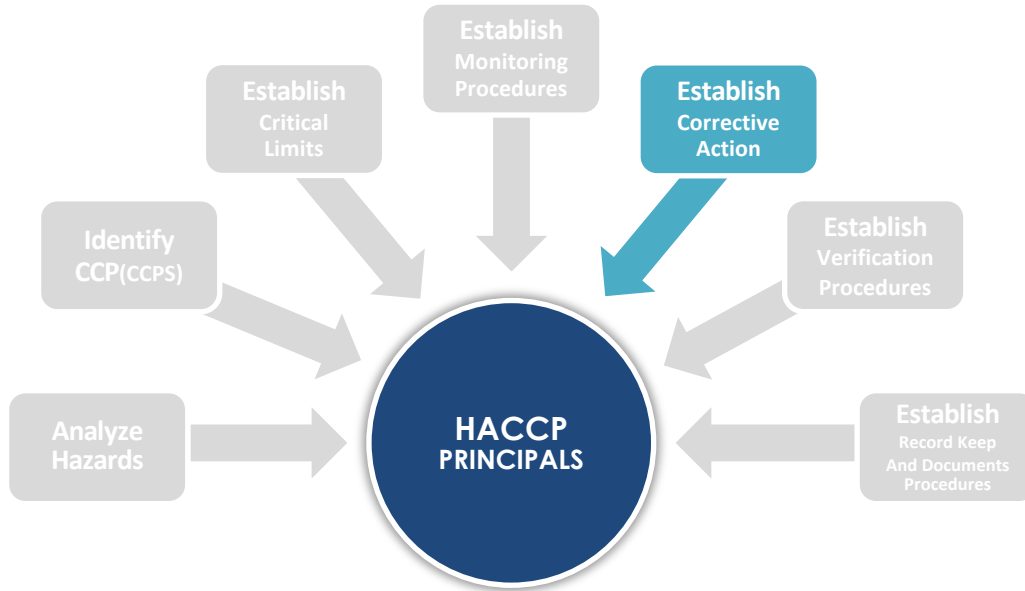 Establish
Monitoring
Procedures
Establish
Critical
Limits
Establish
Corrective
Action
Identify
CCP(CCPS)
Establish
Verification
Procedures
Analyze
Hazards
HACCP
PRINCIPALS
Establish
Record Keep
And Documents
Procedures